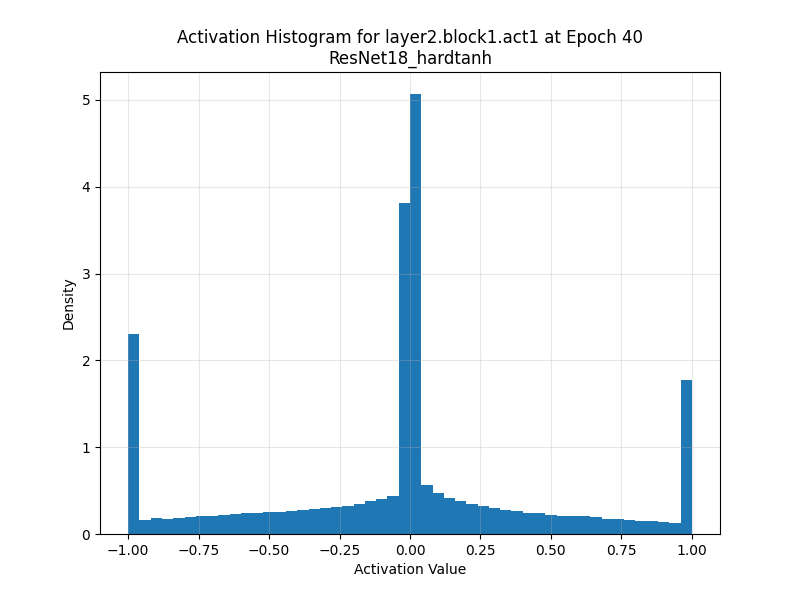 Activation Histogram for layer2.block1.act1 at Epoch 40
ResNet18_hardtanh
5
4
3
2
1
0
Density
−1.00 −0.75 −0.50 −0.25 0.00 0.25 0.50 0.75 1.00
Activation Value